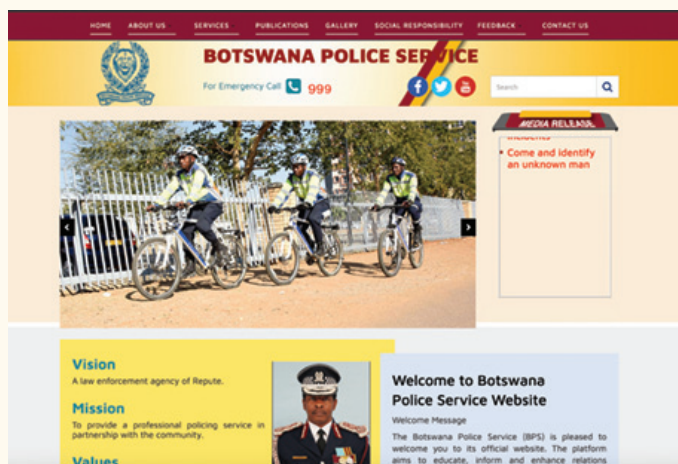 HOME ABOUT US SERVICES PUBLICATIONS GALLERY SOCIAL RESPONSIBILITY FEEDBACK CONTACT US
BOTSWANA POLICE SERVICE
For Emergency Call 999
Search
MEDIA RELEASE
incidents
• Come and identify
an unknown man
Vision
A law enforcement agency of Repute.
Mission
To provide a professional policing service in
partnership with the community.
Values
Welcome to Botswana
Police Service Website
Welcome Message
The Botswana Police Service (BPS) is pleased to
welcome you to its official website. The platform
aims to educate, inform and enhance relations